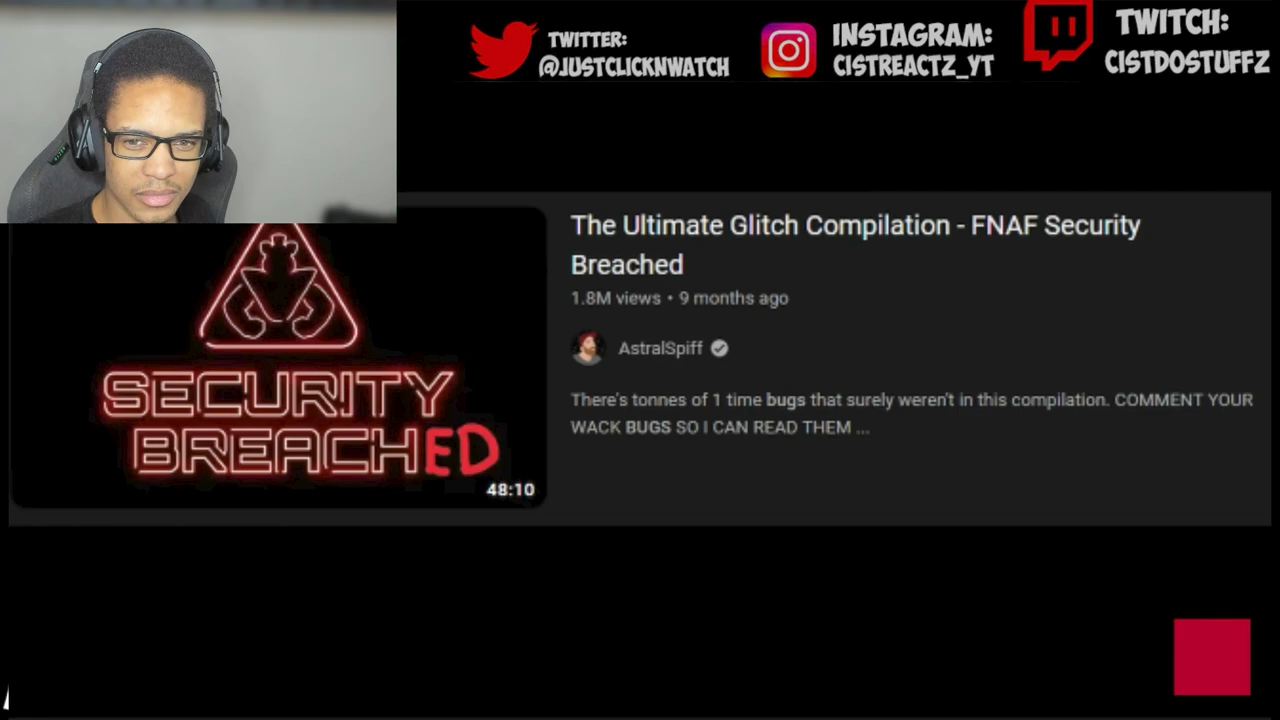 TWITTER:
@JUSTCLICKNWATCH
INSTAGRAM:
CISTREACTZ_YT
TWITCH:
CISTDOSTUFFZ
SECURITY
BREACHED
48:10
The Ultimate Glitch Compilation - FNAF Security
Breached
1.8M views • 9 months ago
AstralSpiff
There's tonnes of 1 time bugs that surely weren't in this compilation. COMMENT YOUR
WACK BUGS SO I CAN READ THEM ...